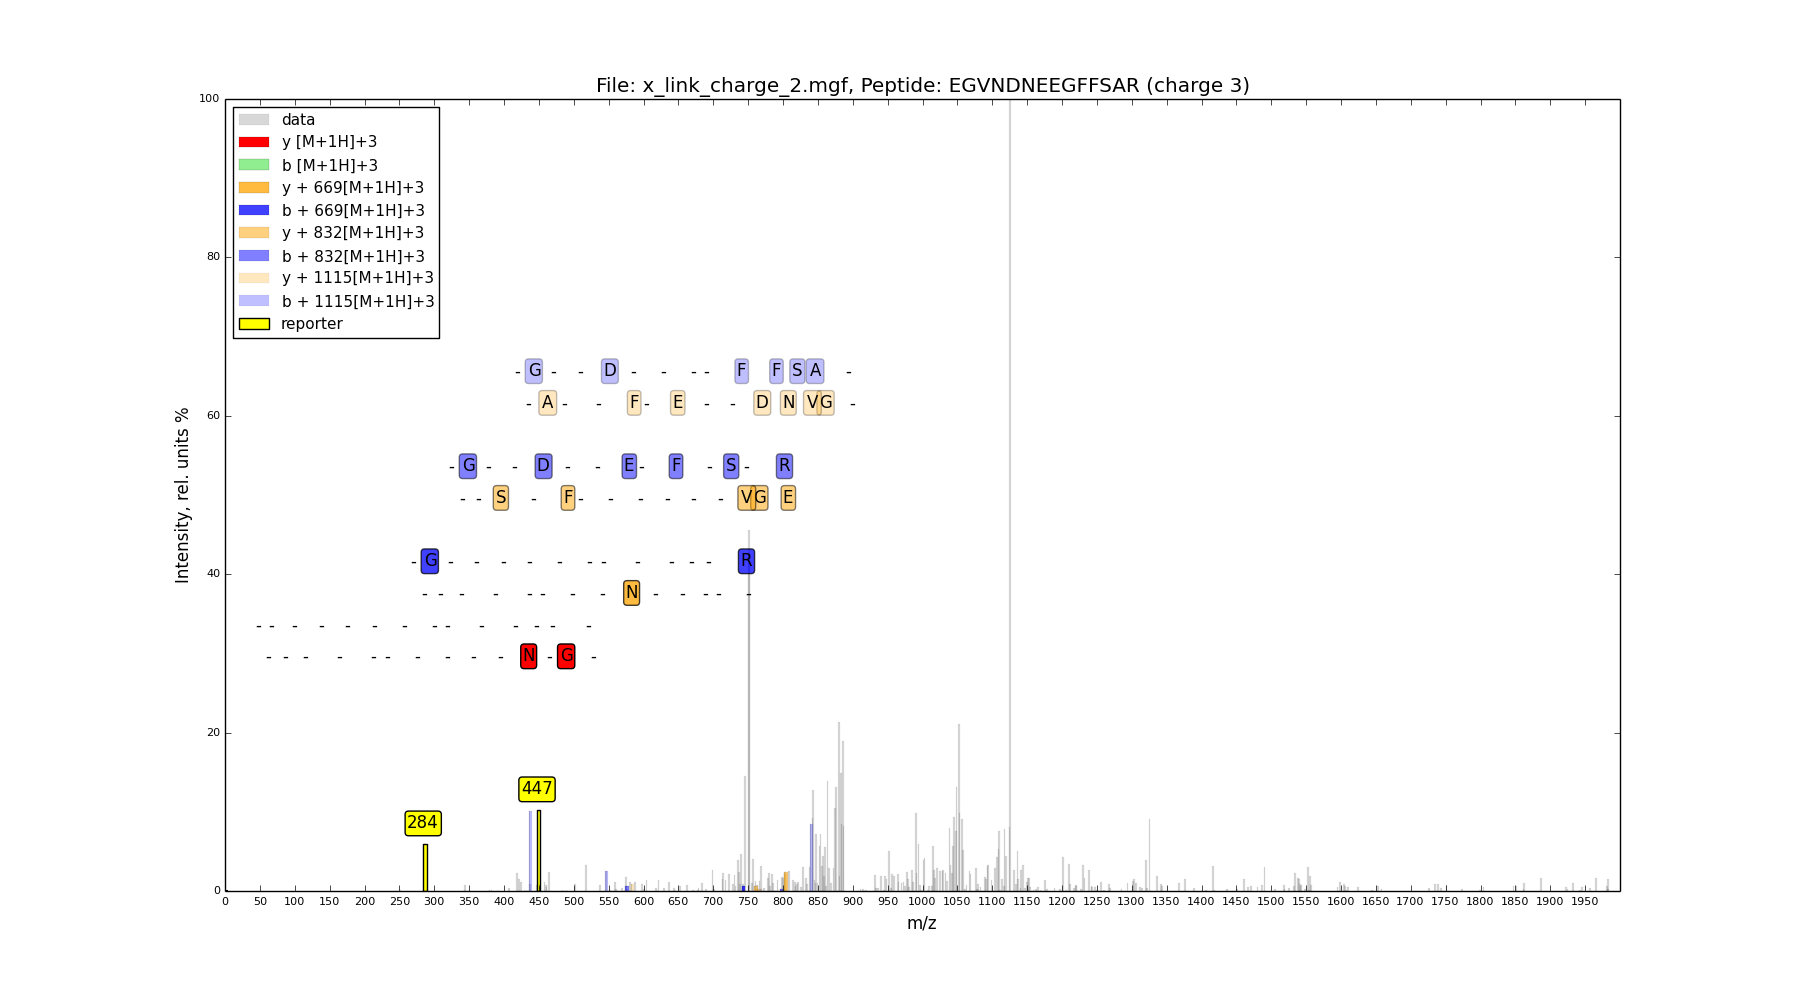 File: x_link_charge_2.mgf, Peptide: EGVNDNEEGFFSAR (charge 3)
100
80
60
40
20
0
Intensity, rel. units %
data
y [M+1H]+3
b [M+1H]+3
y + 669[M+1H]+3
b + 669[M+1H]+3
y + 832[M+1H]+3
b + 832[M+1H]+3
y + 1115[M+1H]+3
b + 1115[M+1H]+3
reporter
- G - - D - - - - F F S A -
- A - - F - E - - D N V G -
- G - - D - - E - F - S - R
- - S - F - - - - - - V G E
- G - - - - - - - - - - - R
- - - - - - - - N - - - - -
- - - - - - - - - - - - - -
- - - - - - - - - - N - G -
447
284
0 50 100 150 200 250 300 350 400 450 500 550 600 650 700 750 800 850 900 950 1000 1050 1100 1150 1200 1250 1300 1350 1400 1450 1500 1550 1600 1650 1700 1750 1800 1850 1900 1950
m/z